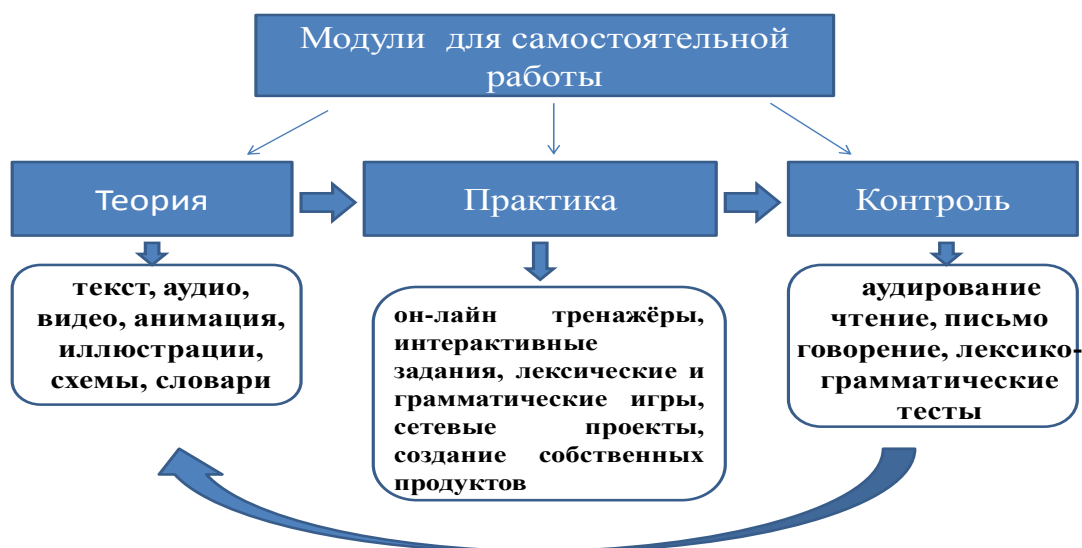 Модули для самостоятельной
работы
Теория
Практика
Контроль
текст, аудио,
видео, анимация,
иллюстрации,
схемы, словари
он-лайн тренажёры,
интерактивные
задания, лексические и
грамматические игры,
сетевые проекты,
создание собственных
продуктов
аудирование
чтение, письмо
говорение, лексико-
грамматические
тесты